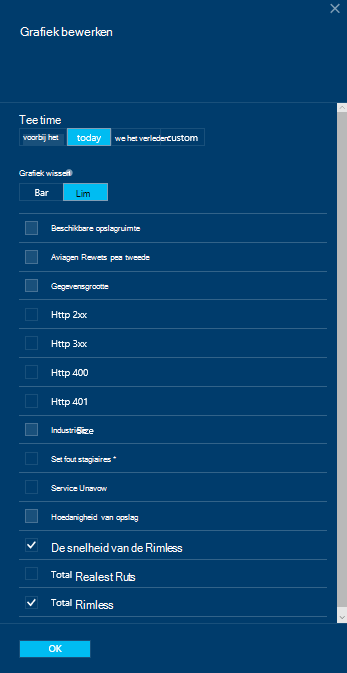 Grafiek bewerken
Tee time
voorbij het today we het verleden custom
Grafiek wissel
Bar Lim
Beschikbare opslagruimte
Aviagen Rewets pea tweede
Gegevensgrootte
Http 2xx
Http 3xx
Http 400
Http 401
Size
Set fout stagiaires *
Service Unavow
Hoedanigheid van opslag
De snelheid van de Rimless
Total Realest Ruts
Total Rimless
OK